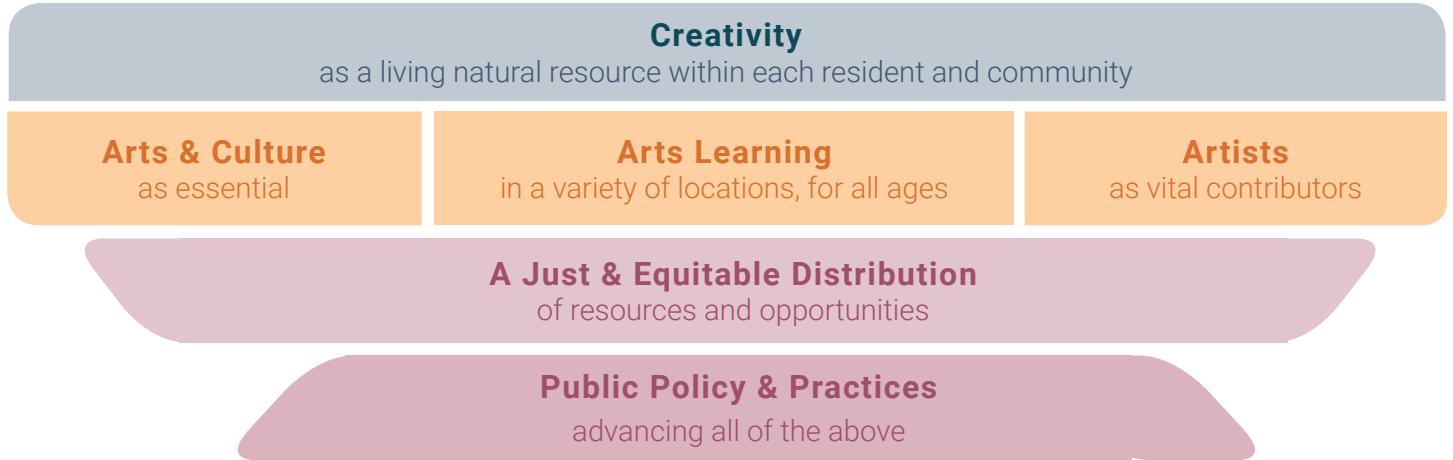 Creativity
as a living natural resource within each resident and community
Arts & Culture
as essential
Arts Learning
in a variety of locations, for all ages
Artists
as vital contributors
A Just & Equitable Distribution
of resources and opportunities
Public Policy & Practices
advancing all of the above